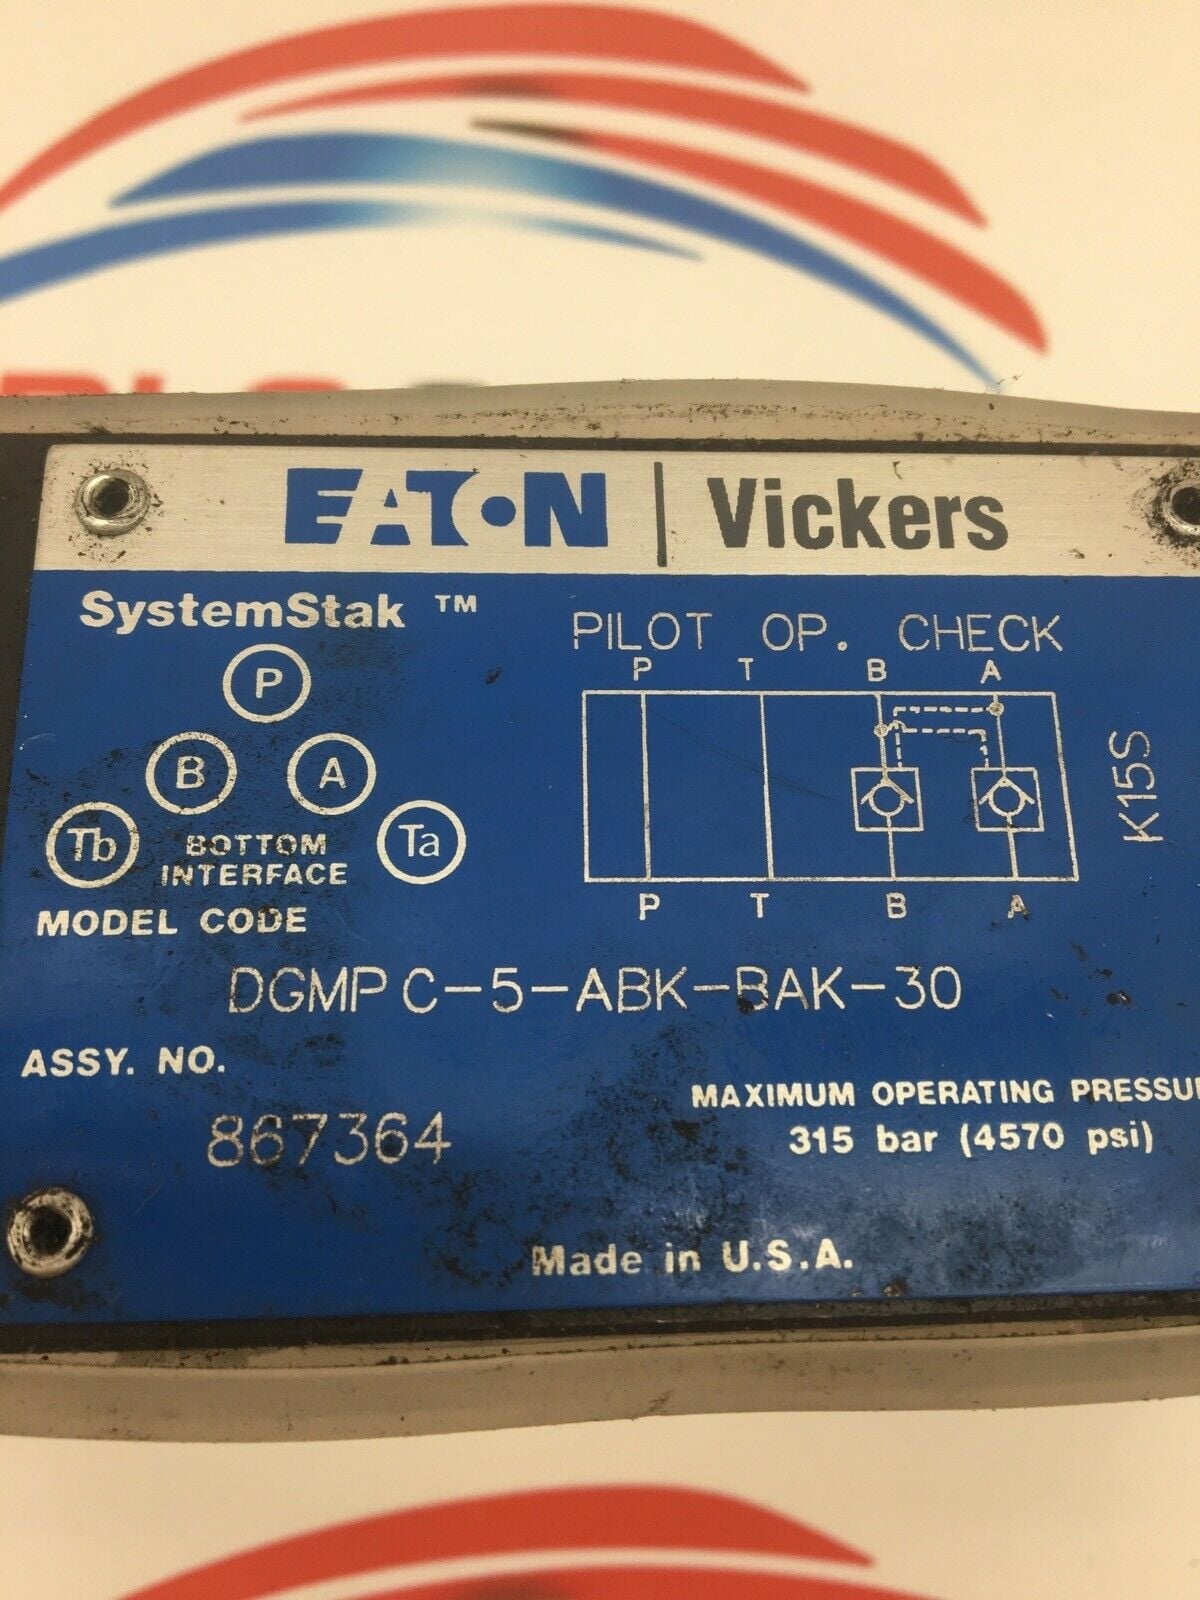 EATON | Vickers
SystemStak ™
PILOT OP. CHECK
P T B A
P
B A
Tb Ta
BOTTOM
INTERFACE
K15S
P T B A
MODEL CODE
DGMPC-5-ABK-BAK-30
ASSY. NO.
867364
MAXIMUM OPERATING PRESSU
315 bar (4570 psi)
Made in U.S.A.